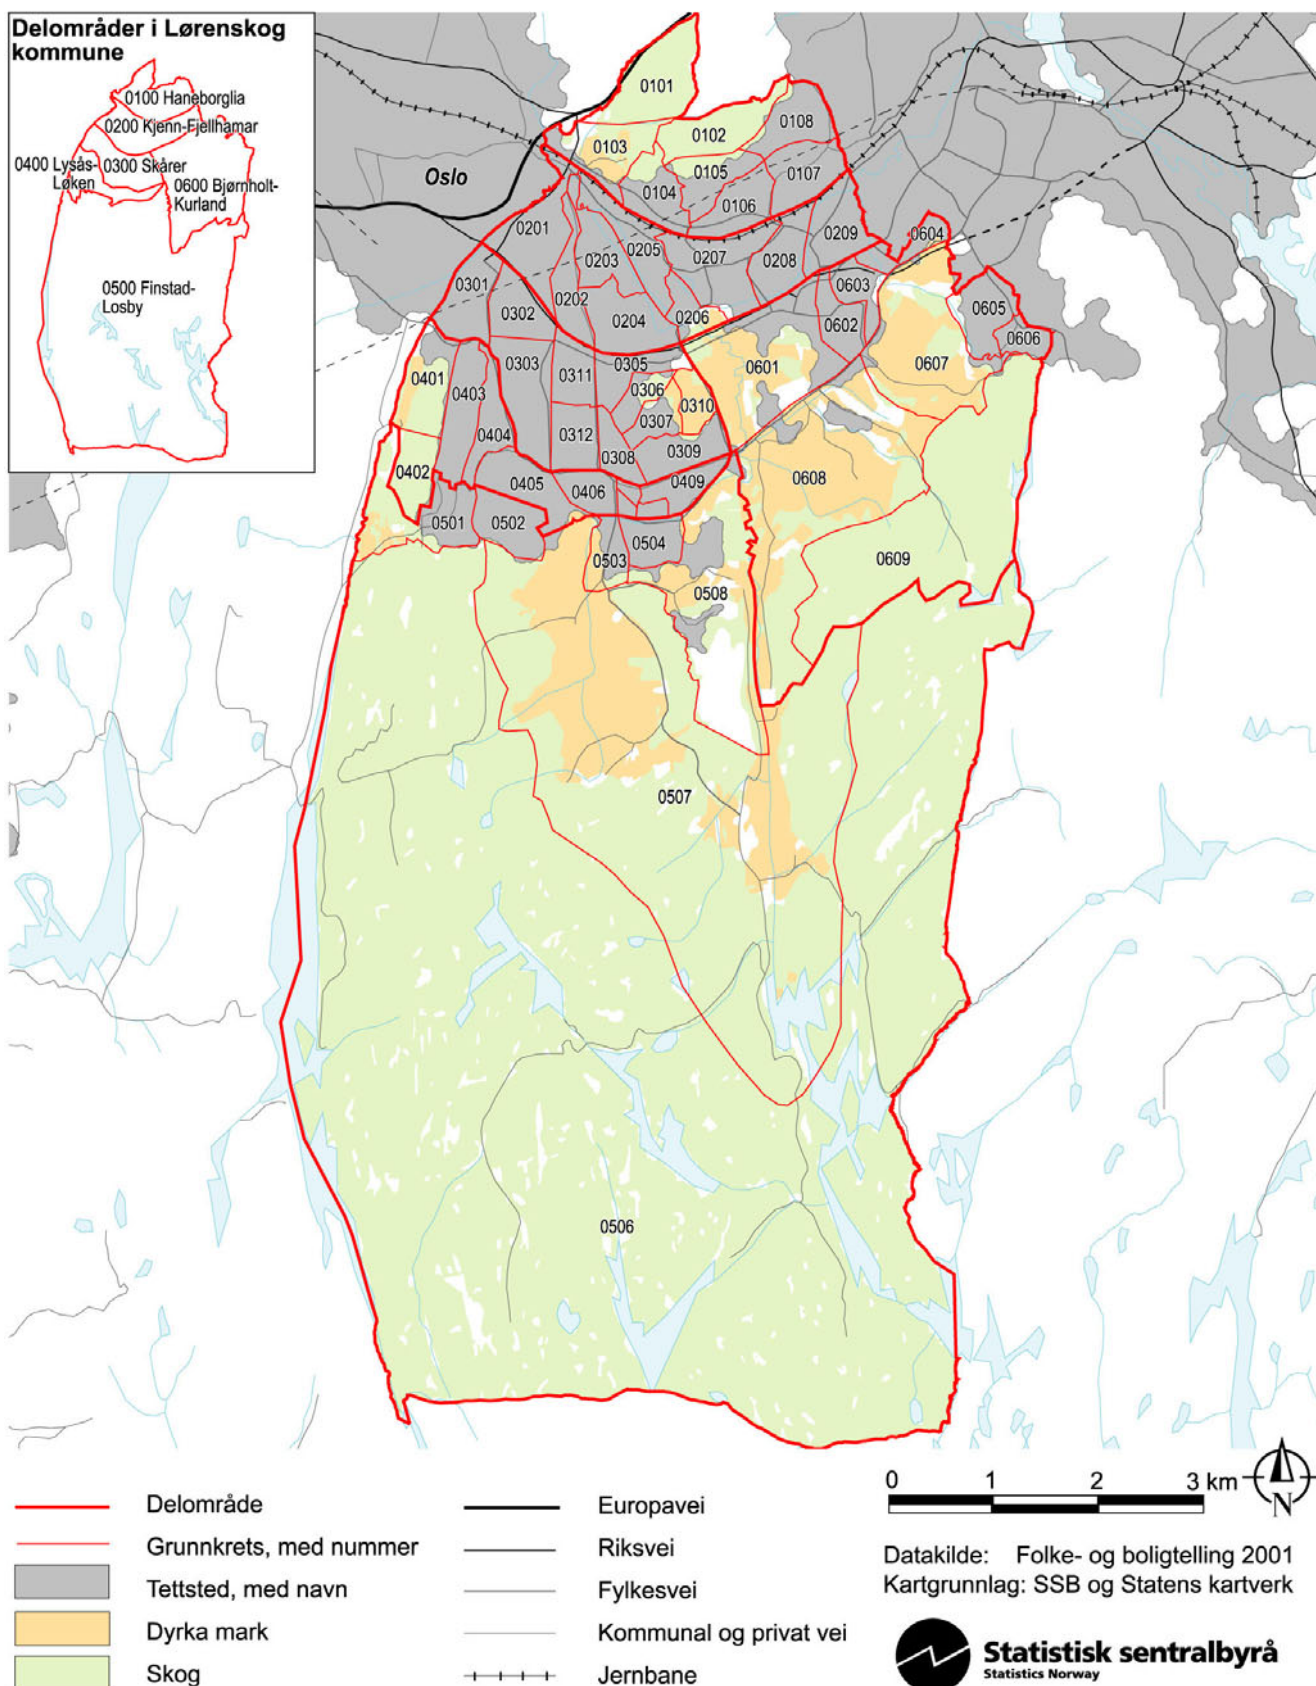 Delområder i Lørenskog
kommune
0100 Haneborglia
0200 Kjenn-Fjellhamar
0400 Lysås-
Løken
0300 Skårer
0600 Bjørnholt-
Kurland
0500 Finstad-
Losby
Oslo
0101
0102
0103
0108
0105
0107
0104
0106
0201
0205
0209
0604
0203
0207
0208
0301
0202
0603
0302
0204
0206
0602
0605
0606
0303
0305
0601
0607
0401
0311
0306
0403
0310
0307
0404
0312
0309
0308
0402
0405
0406
0409
0608
0501
0502
0504
0503
0609
0508
0507
0506
Delområde
Grunnkrets, med nummer
Tettsted, med navn
Dyrka mark
Skog
Europavei
Riksvei
Fylkesvei
Kommunal og privat vei
Jernbane
0 1 2 3 km
N
Datakilde: Folke- og boligtelling 2001
Kartgrunnlag: SSB og Statens kartverk
Statistisk sentralbyrå
Statistics Norway